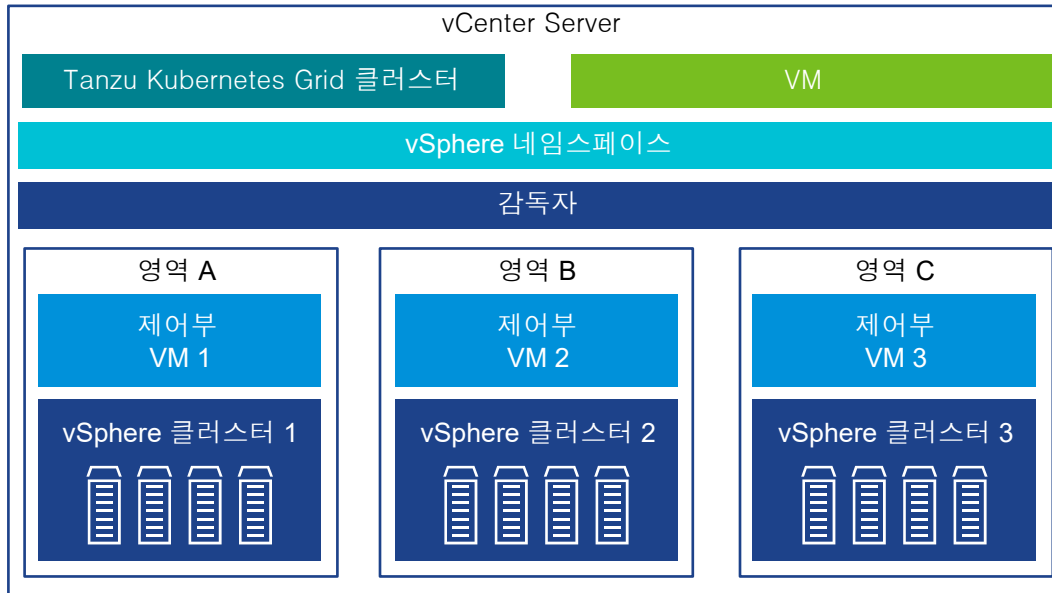 vCenter Server
Tanzu Kubernetes Grid 클러스터
VM
vSphere 네임스페이스
감독자
영역 A
제어부
VM 1
vSphere 클러스터 1
영역 B
제어부
VM 2
vSphere 클러스터 2
영역 C
제어부
VM 3
vSphere 클러스터 3